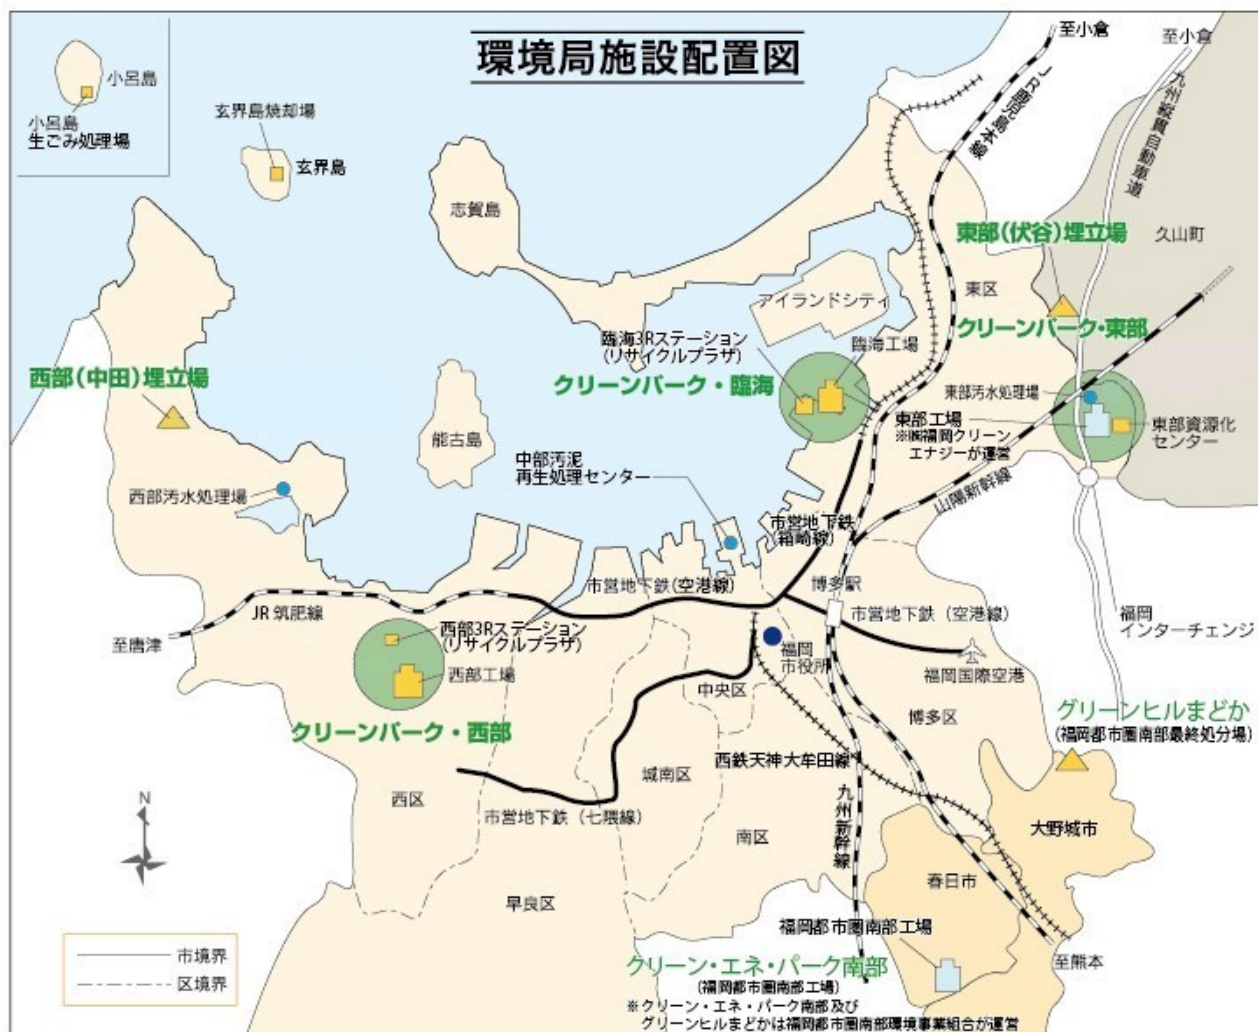 環境局施設配置図
小呂島
小呂島
生ごみ処理場
玄界島焼却場
玄界島
志賀島
至小倉
至小倉
JR鹿児島本線
九州縦貫自動車道
東部(伏谷)埋立場
久山町
東区
アイランドシティ
クリーンパーク・東部
臨海3Rステーション
(リサイクルプラザ)
臨海工場
クリーンパーク・臨海
西部(中田)埋立場
能古島
東部汚水処理場
東部工場
※㈱福岡クリーン
エナジーが運営
東部資源化
センター
中部汚泥
再生処理センター
西部汚水処理場
山陽新幹線
市営地下鉄
(箱崎線)
市営地下鉄(空港線)
博多駅
市営地下鉄(空港線)
JR筑肥線
至唐津
西部3Rステーション
(リサイクルプラザ)
西部工場
クリーンパーク・西部
福岡
市役所
福岡国際空港
福岡
インターチェンジ
中央区
博多区
グリーンヒルまどか
(福岡都市圏南部最終処分場)
城南区
西鉄天神大牟田線
西区
市営地下鉄(七隈線)
南区
九州新幹線
大野城市
春日市
早良区
福岡都市圏南部工場
クリーン・エネ・パーク南部
(福岡都市圏南部工場)
※クリーン・エネ・パーク南部及び
グリーンヒルまどかは福岡都市圏南部環境事業組合が運営
至熊本
N
市境界
区境界